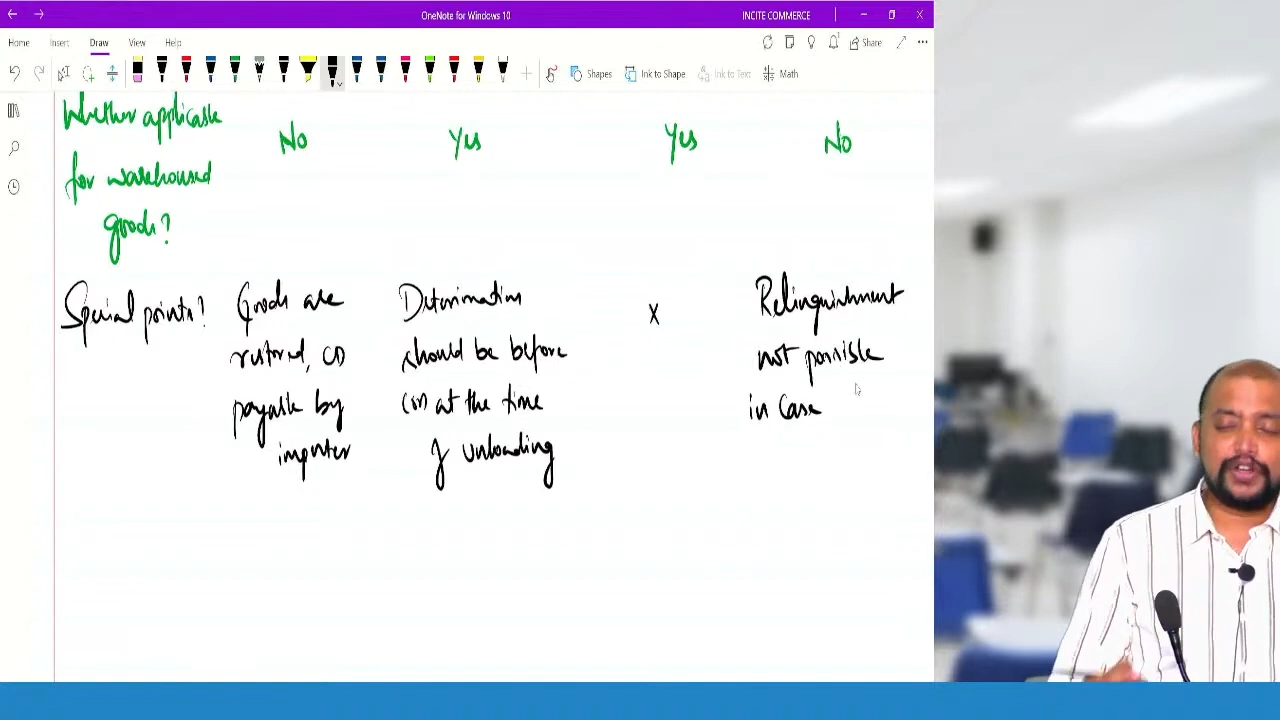 OneNote for Windows 10
INCITE COMMERCE
Home Insert Draw View Help
Share
Shapes Ink to Shape Ink to Text Math
Whether applicable
for warehoused
goods?
No Yes Yes No
Special points?
Goods are
restored, CD
payable by
importer
Deterioration
should be before
(or) at the time
of unloading
x
Relinquishment
not possible
in case